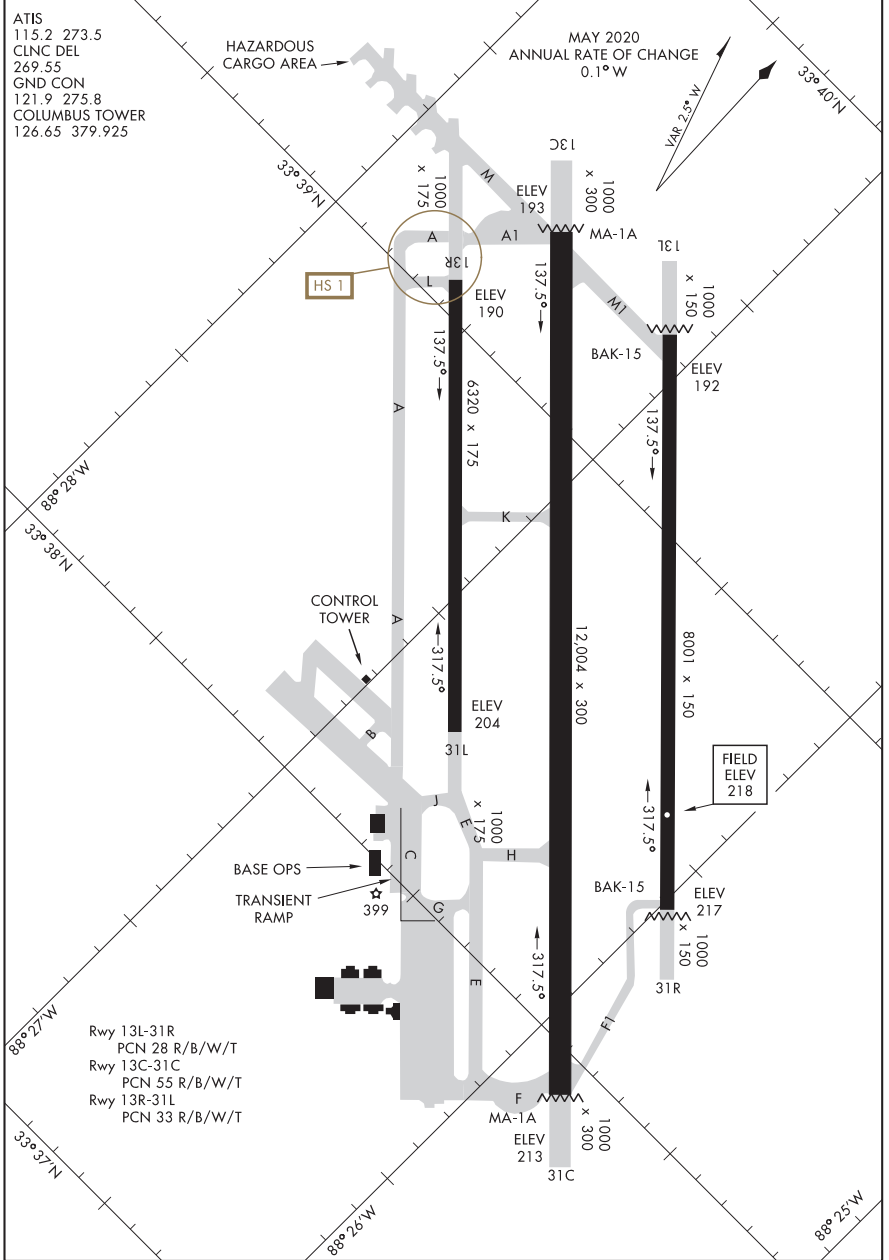 ATIS
115.2 273.5
CLNC DEL
269.55
GND CON
121.9 275.8
COLUMBUS TOWER
126.65 379.925
HAZARDOUS
CARGO AREA
MAY 2020
ANNUAL RATE OF CHANGE
0.1° W
VAR 2.5° W
33° 40'N
33° 39'N
13C
1000
x 175
M
ELEV
193
1000
x 300
MA-1A
A
A1
13R
L
HS 1
ELEV
190
137.5°
13L
1000
x 150
M1
BAK-15
ELEV
192
137.5°
137.5°
A
6320 x 175
88° 28'W
33° 38'N
K
CONTROL
TOWER
A
317.5°
12,004 x 300
8001 x 150
B
ELEV
204
31L
FIELD
ELEV
218
J
E
1000
x 175
317.5°
C
H
BASE OPS
TRANSIENT
RAMP
399
G
BAK-15
ELEV
217
1000
x 150
31R
E
317.5°
F1
88° 27'W
Rwy 13L-31R
PCN 28 R/B/W/T
Rwy 13C-31C
PCN 55 R/B/W/T
Rwy 13R-31L
PCN 33 R/B/W/T
F
MA-1A
ELEV
213
1000
x 300
31C
33° 37'N
88° 26'W
88° 25'W